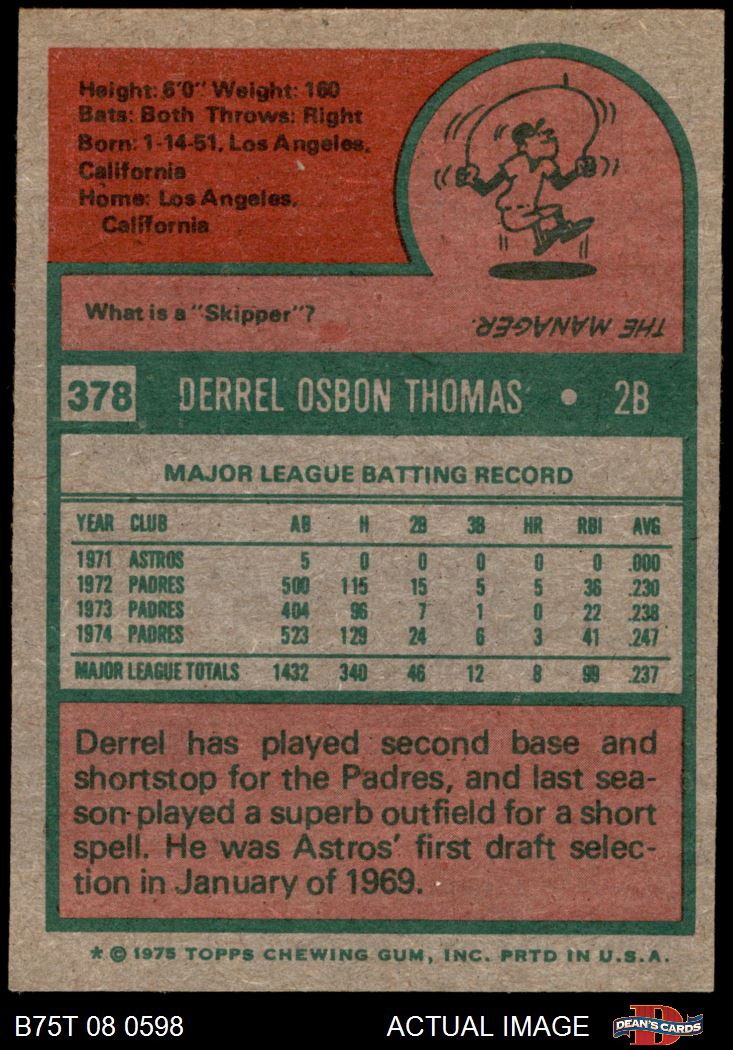 Height: 6'0" Weight: 160
Bats: Both Throws: Right
Born: 1-14-51, Los Angeles,
California
Home: Los Angeles,
California
What is a "Skipper"?
THE MANAGER.
378 DERREL OSBON THOMAS • 2B
MAJOR LEAGUE BATTING RECORD
YEAR CLUB AB H 2B 3B HR RBI AVG
1971 ASTROS 5 0 0 0 0 0 .000
1972 PADRES 500 115 15 5 5 36 .230
1973 PADRES 404 96 7 1 0 22 .238
1974 PADRES 523 129 24 6 3 41 .247
MAJOR LEAGUE TOTALS 1432 340 46 12 8 99 .237
Derrel has played second base and
shortstop for the Padres, and last sea-
son played a superb outfield for a short
spell. He was Astros' first draft selec-
tion in January of 1969.
* © 1975 TOPPS CHEWING GUM, INC. PRTD IN U.S.A.
B75T 08 0598 ACTUAL IMAGE DEAN'S CARDS